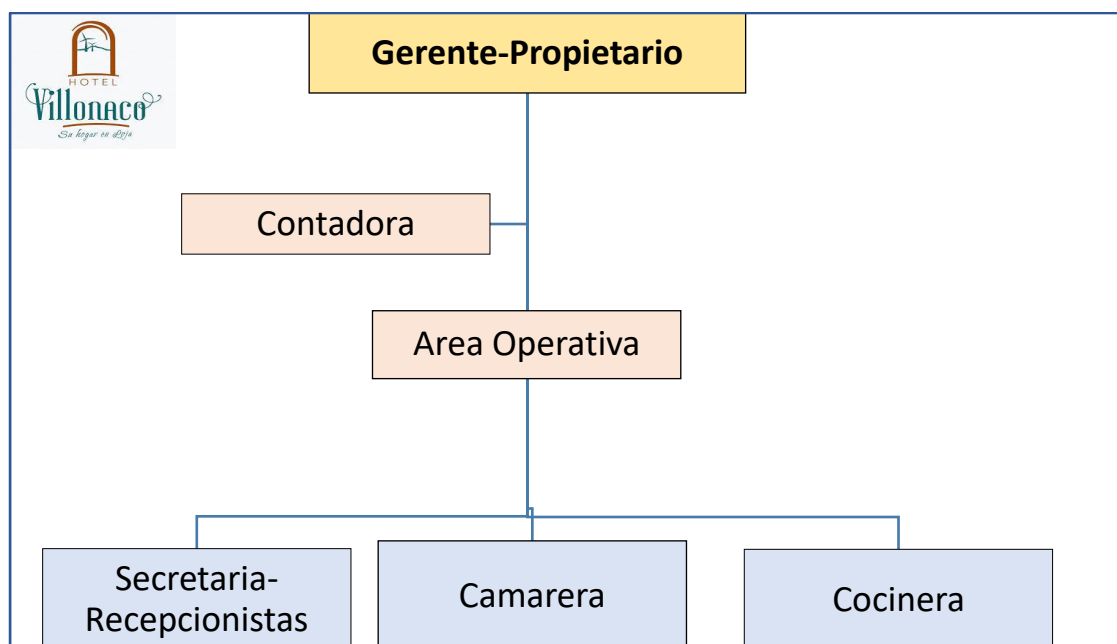 HOTEL
Villonaco
Su hogar en Loja
Gerente-Propietario
Contadora
Area Operativa
Secretaria-
Recepcionistas
Camarera
Cocinera